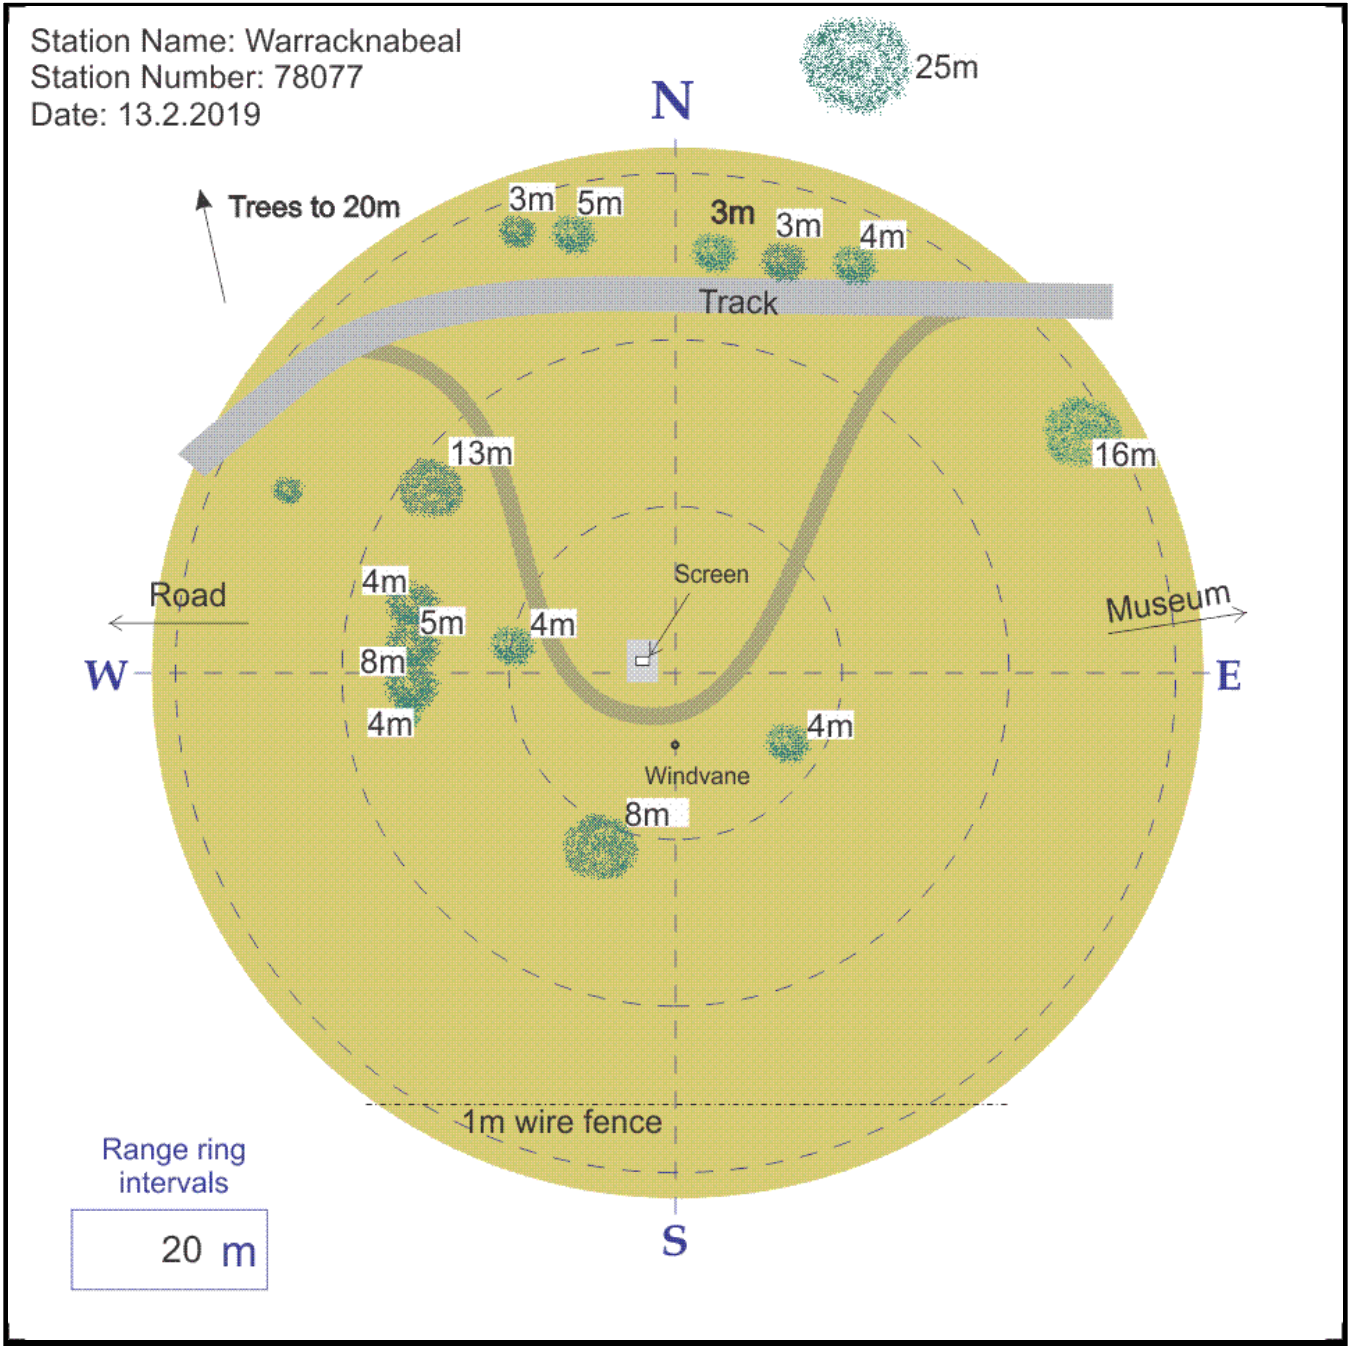 Station Name: Warracknabeal
Station Number: 78077
Date: 13.2.2019
25m
N
Trees to 20m
3m
5m
3m
3m
4m
Track
13m
16m
Screen
4m
Road
5m
4m
Museum
8m
W
E
4m
4m
Windvane
8m
1m wire fence
Range ring
intervals
20 m
S